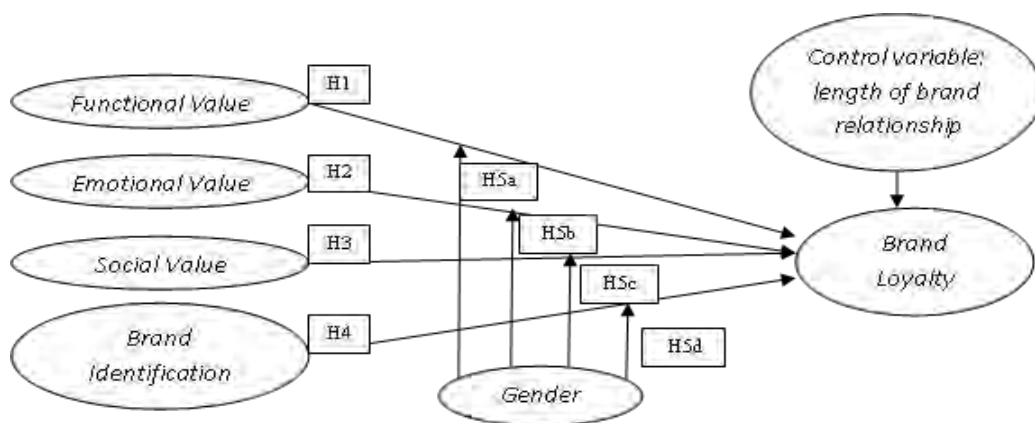 Control variable:
length of brand
relationship
H1
Functional Value
H2
Emotional Value
H5a
H3
H5b
Social Value
Brand
Loyalty
H5c
H4
Brand
Identification
H5d
Gender